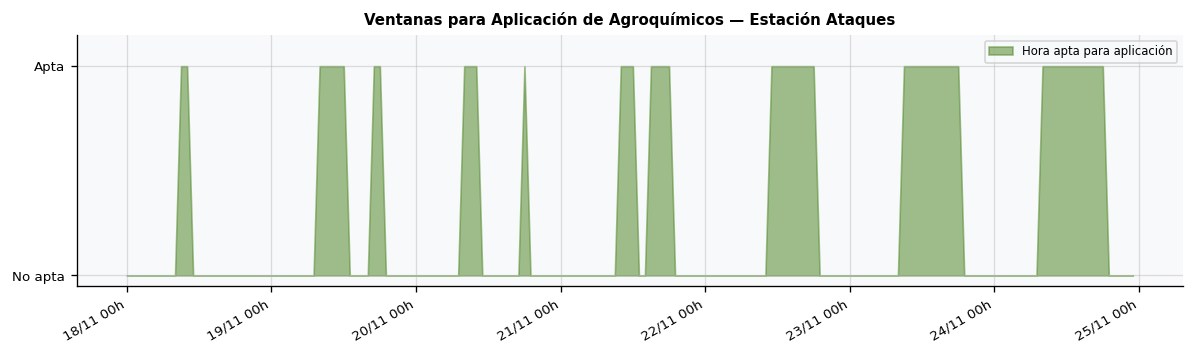 Ventanas para Aplicación de Agroquímicos — Estación Ataques
Hora apta para aplicación
Apta
No apta
18/11 00h
19/11 00h
20/11 00h
21/11 00h
22/11 00h
23/11 00h
24/11 00h
25/11 00h